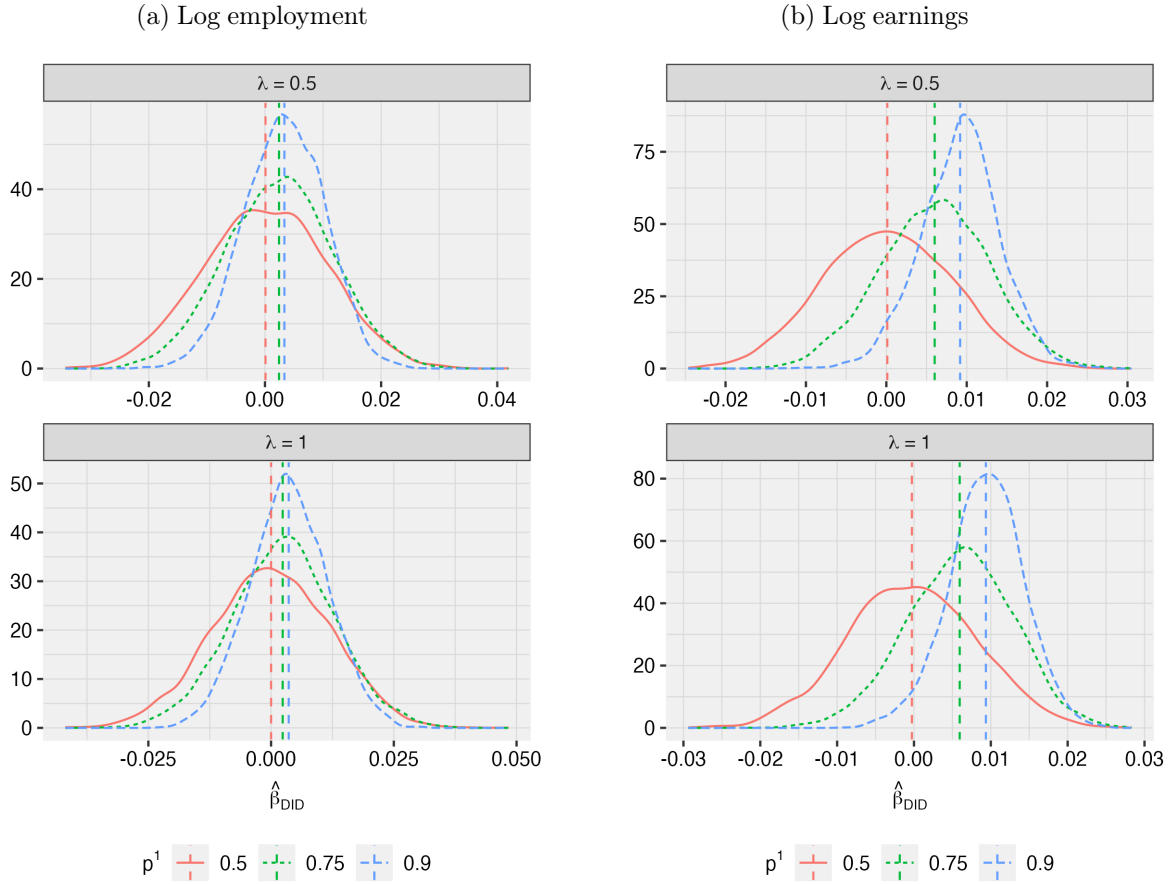 (a) Log employment
(b) Log earnings
λ = 0.5
λ = 0.5
40
20
0
75
50
25
0
-0.02 0.00 0.02 0.04
-0.02 -0.01 0.00 0.01 0.02 0.03
λ = 1
λ = 1
50
40
30
20
10
0
80
60
40
20
0
-0.025 0.000 0.025 0.050
-0.03 -0.02 -0.01 0.00 0.01 0.02 0.03
β̂DID
β̂DID
p¹ 0.5 0.75 0.9
p¹ 0.5 0.75 0.9